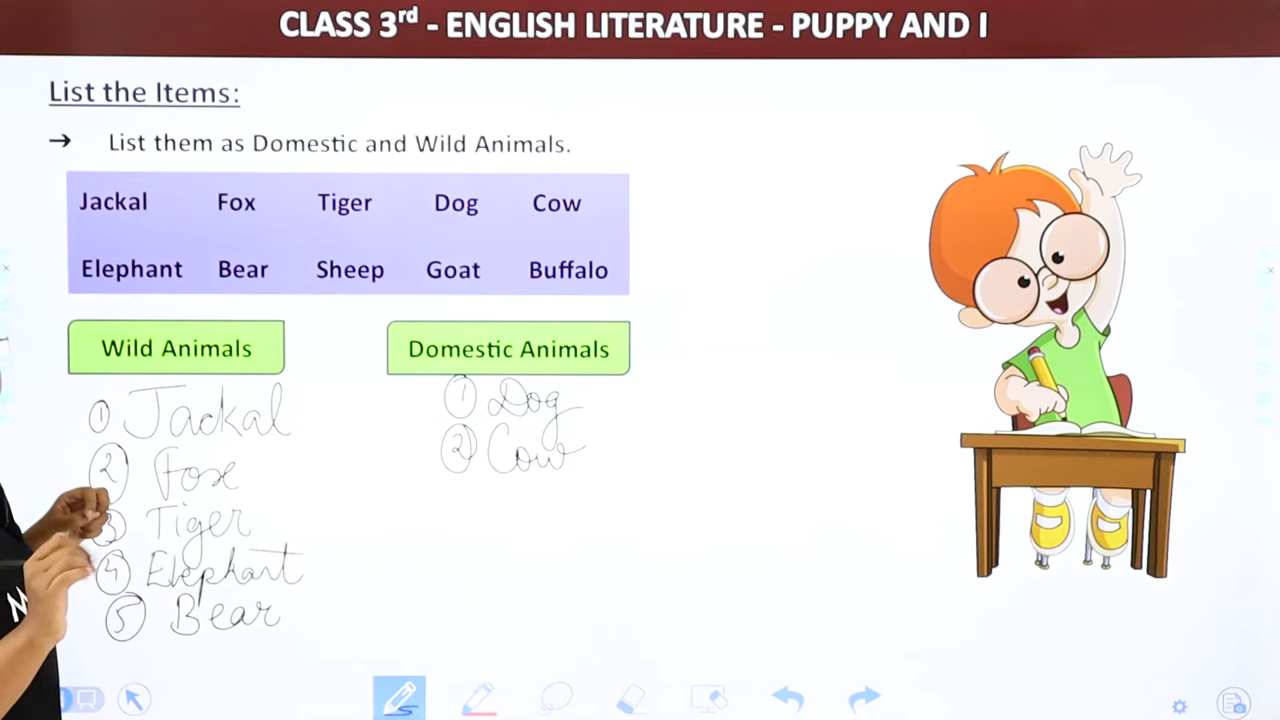 CLASS 3rd - ENGLISH LITERATURE - PUPPY AND I
List the Items:
→ List them as Domestic and Wild Animals.
Jackal Fox Tiger Dog Cow
Elephant Bear Sheep Goat Buffalo
Wild Animals Domestic Animals
① Jackal ① Dog
② Fox ② Cow
③ Tiger
④ Elephant
⑤ Bear